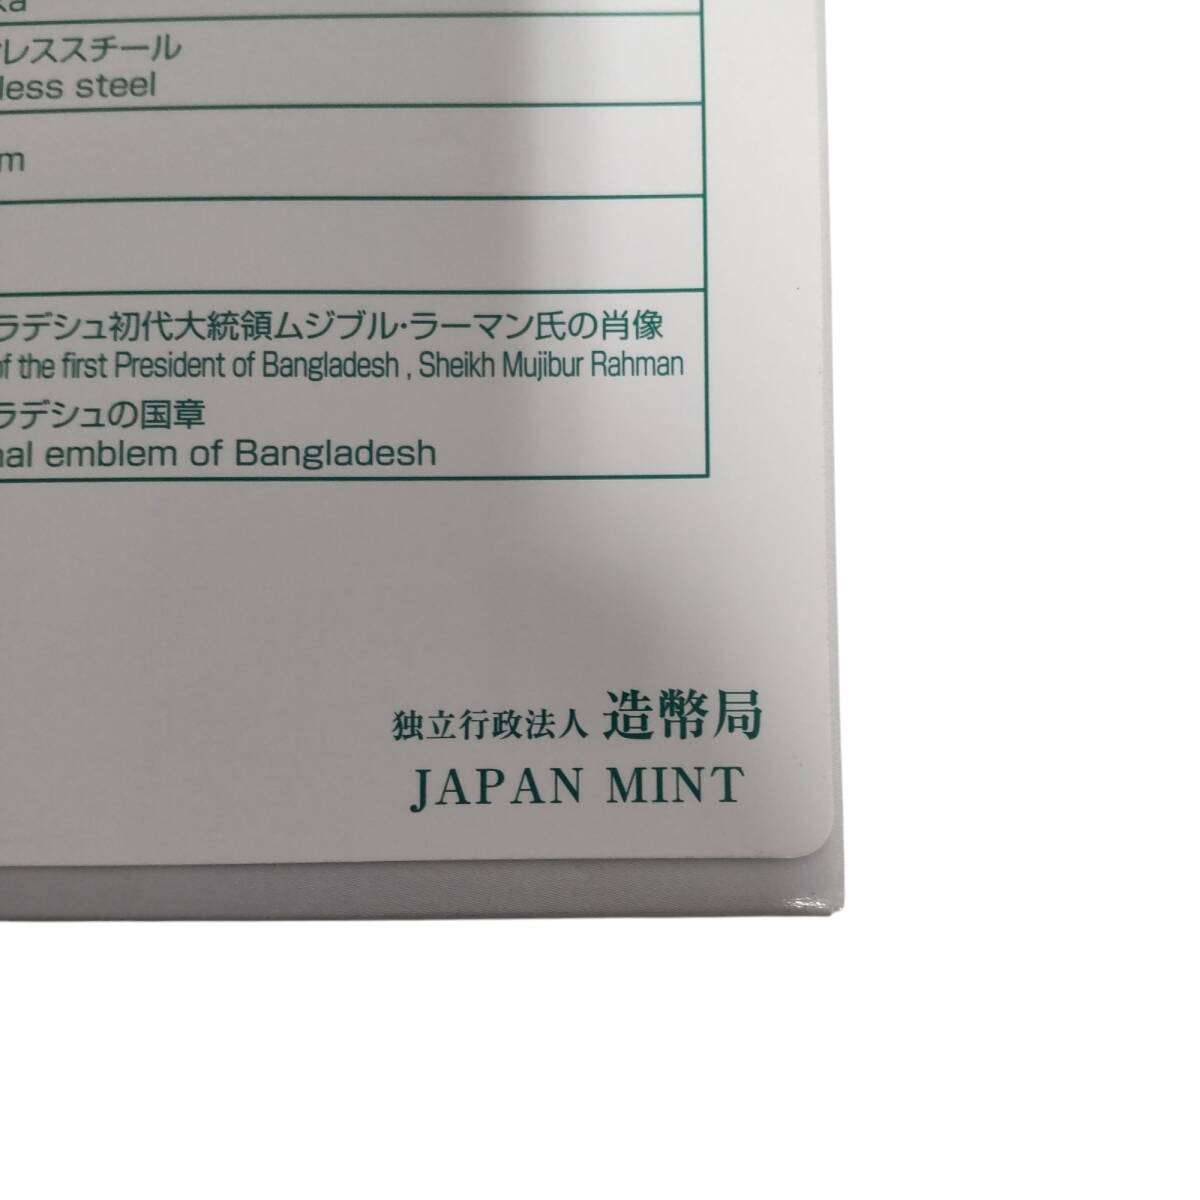 ka
レススチール
less steel
m
ラデシュ初代大統領ムジブル・ラーマン氏の肖像
of the first President of Bangladesh , Sheikh Mujibur Rahman
ラデシュの国章
nal emblem of Bangladesh
独立行政法人 造幣局
JAPAN MINT